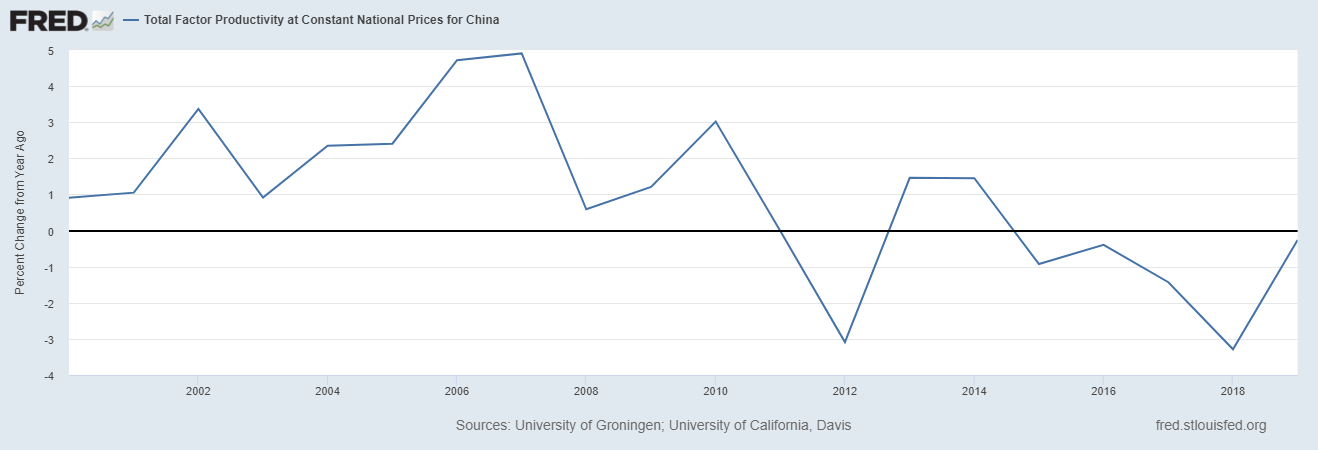 FRED
Total Factor Productivity at Constant National Prices for China
Percent Change from Year Ago
5
4
3
2
1
0
-1
-2
-3
-4
2002 2004 2006 2008 2010 2012 2014 2016 2018
Sources: University of Groningen; University of California, Davis
fred.stlouisfed.org